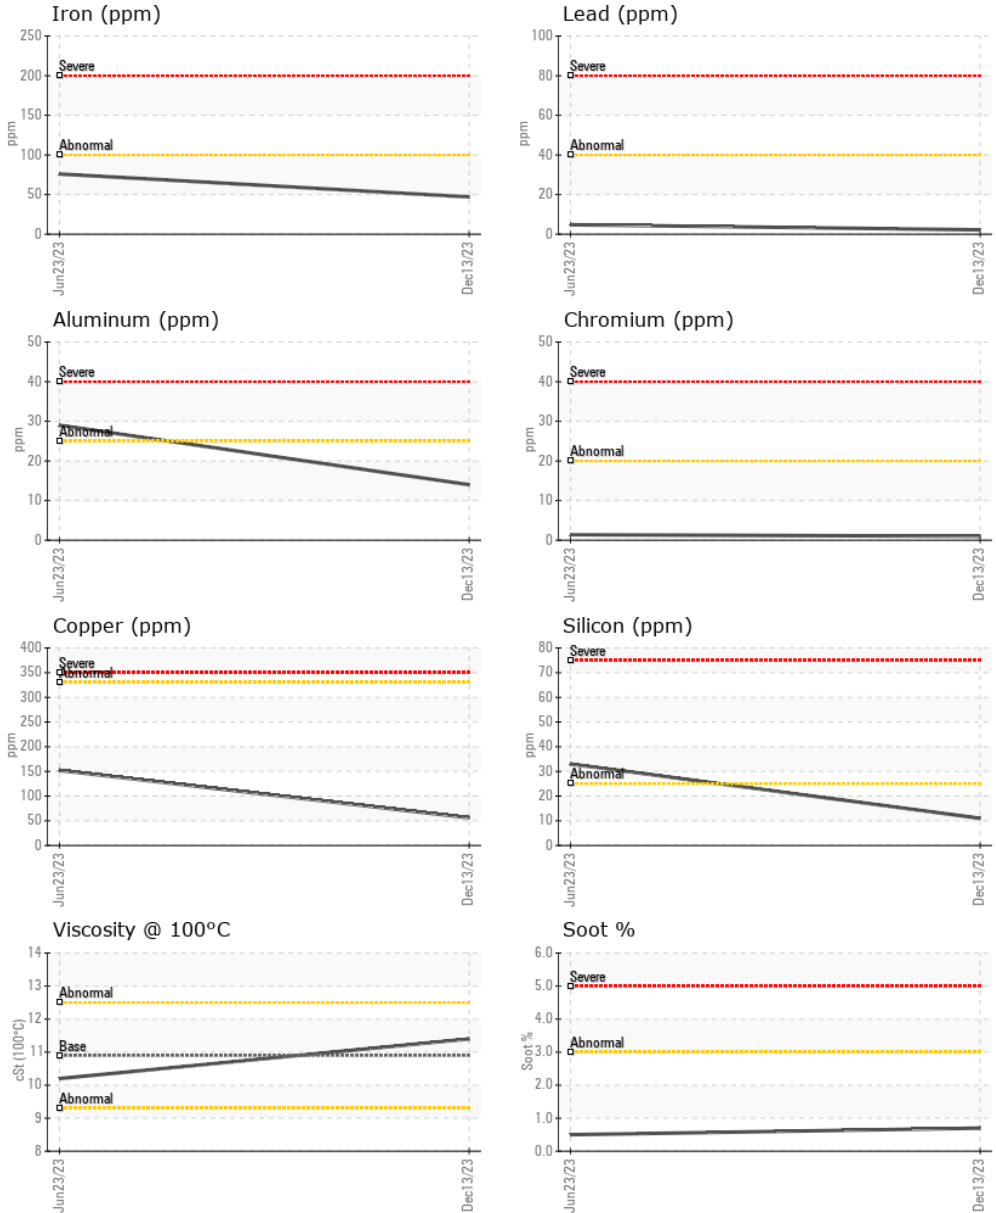 Iron (ppm)
250
200
150
100
50
0
ppm
Severe
Abnormal
Jun23/23
Dec13/23
Lead (ppm)
100
80
60
40
20
0
ppm
Severe
Abnormal
Jun23/23
Dec13/23
Aluminum (ppm)
50
40
30
20
10
0
ppm
Severe
Abnormal
Jun23/23
Dec13/23
Chromium (ppm)
50
40
30
20
10
0
ppm
Severe
Abnormal
Jun23/23
Dec13/23
Copper (ppm)
400
350
300
250
200
150
100
50
0
ppm
Severe
Abnormal
Jun23/23
Dec13/23
Silicon (ppm)
80
70
60
50
40
30
20
10
0
ppm
Severe
Abnormal
Jun23/23
Dec13/23
Viscosity @ 100°C
14
13
12
11
10
9
8
cSt (100°C)
Abnormal
Base
Abnormal
Jun23/23
Dec13/23
Soot %
6.0
5.0
4.0
3.0
2.0
1.0
0.0
Soot %
Severe
Abnormal
Jun23/23
Dec13/23